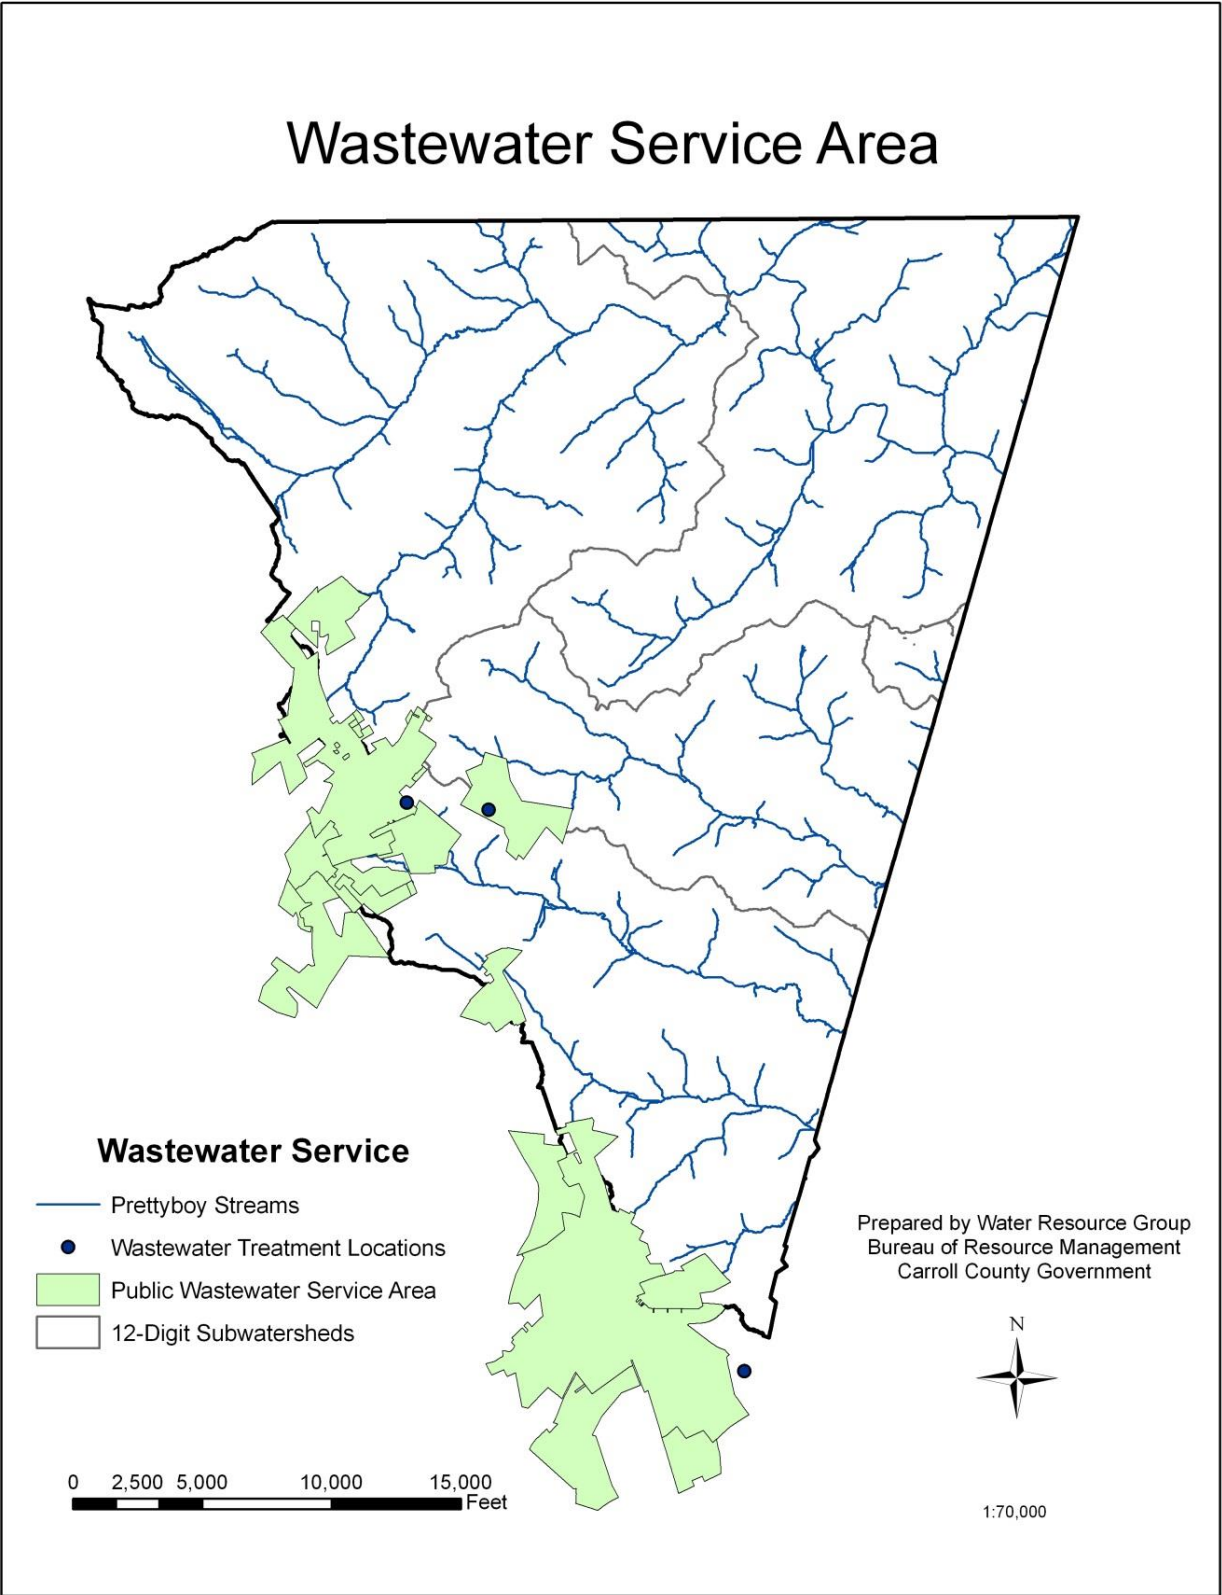 Wastewater Service Area
Wastewater Service
Prettyboy Streams
Wastewater Treatment Locations
Public Wastewater Service Area
12-Digit Subwatersheds
Prepared by Water Resource Group
Bureau of Resource Management
Carroll County Government
N
0 2,500 5,000 10,000 15,000
Feet
1:70,000